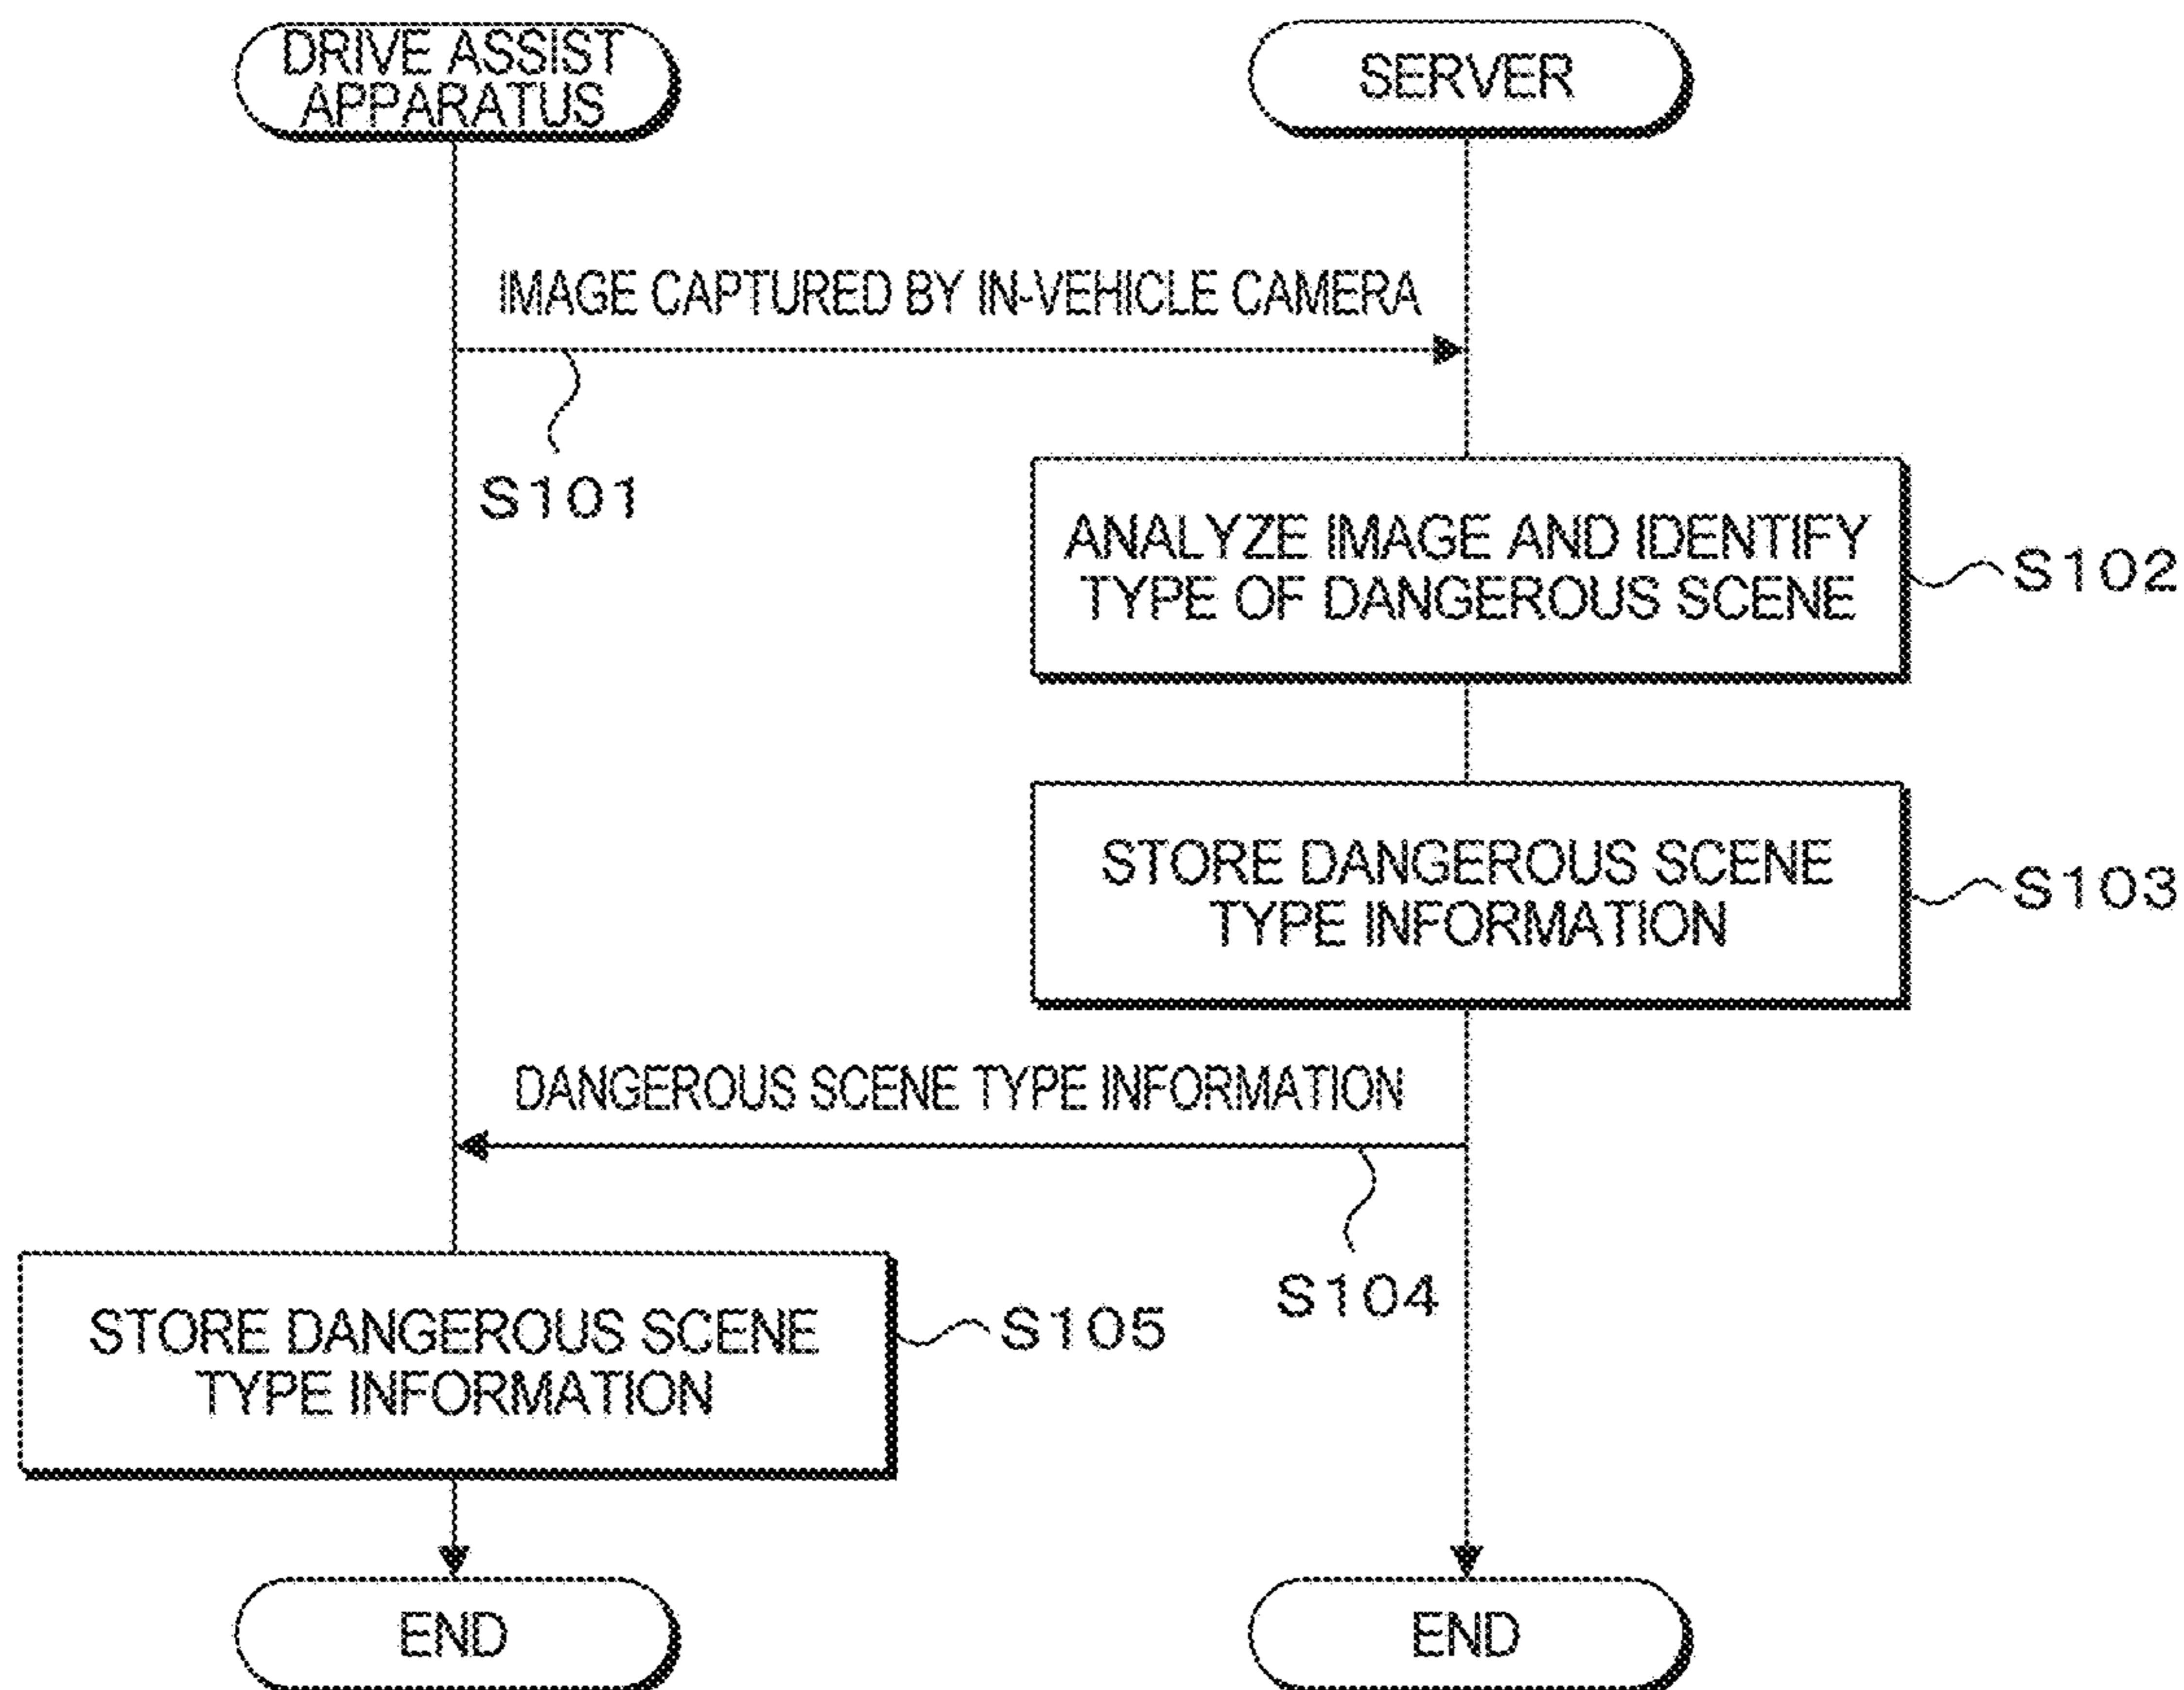 DRIVE ASSIST
APPARATUS
SERVER
IMAGE CAPTURED BY IN-VEHICLE CAMERA
S101
ANALYZE IMAGE AND IDENTIFY
TYPE OF DANGEROUS SCENE
S102
STORE DANGEROUS SCENE
TYPE INFORMATION
S103
DANGEROUS SCENE TYPE INFORMATION
S104
STORE DANGEROUS SCENE
TYPE INFORMATION
S105
END
END